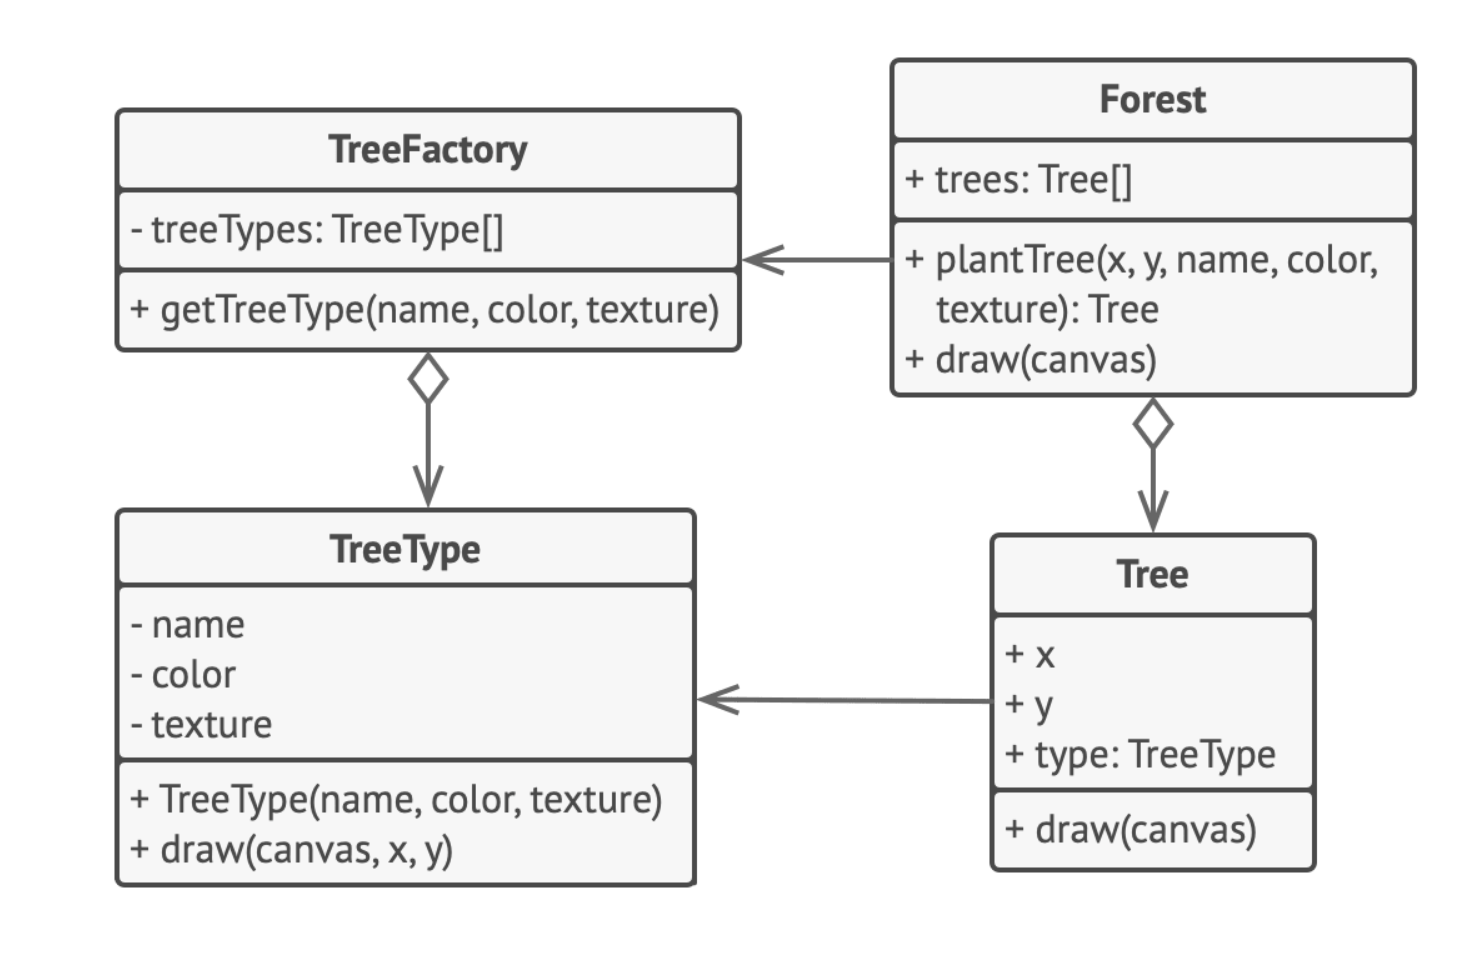 TreeFactory
- treeTypes: TreeType[]
+ getTreeType(name, color, texture)
Forest
+ trees: Tree[]
+ plantTree(x, y, name, color,
texture): Tree
+ draw(canvas)
TreeType
- name
- color
- texture
+ TreeType(name, color, texture)
+ draw(canvas, x, y)
Tree
+ x
+ y
+ type: TreeType
+ draw(canvas)